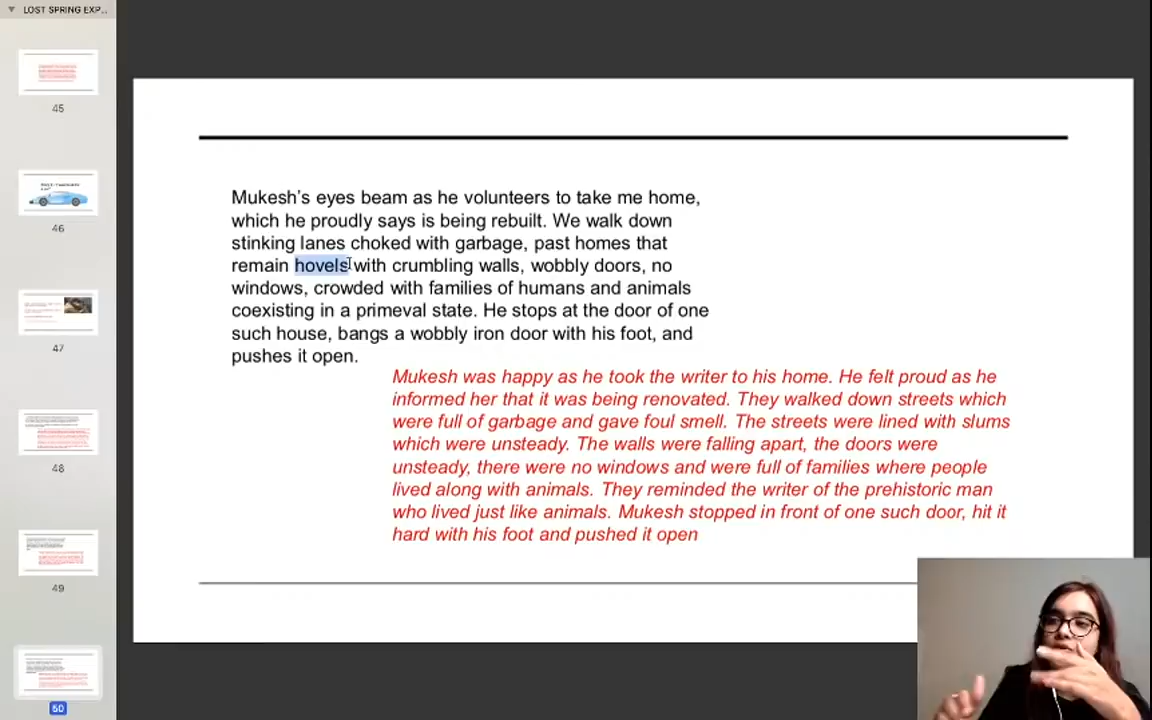 LOST SPRING EXP...
45
46
47
48
49
50
Mukesh's eyes beam as he volunteers to take me home,
which he proudly says is being rebuilt. We walk down
stinking lanes choked with garbage, past homes that
remain hovels with crumbling walls, wobbly doors, no
windows, crowded with families of humans and animals
coexisting in a primeval state. He stops at the door of one
such house, bangs a wobbly iron door with his foot, and
pushes it open.
Mukesh was happy as he took the writer to his home. He felt proud as he
informed her that it was being renovated. They walked down streets which
were full of garbage and gave foul smell. The streets were lined with slums
which were unsteady. The walls were falling apart, the doors were
unsteady, there were no windows and were full of families where people
lived along with animals. They reminded the writer of the prehistoric man
who lived just like animals. Mukesh stopped in front of one such door, hit it
hard with his foot and pushed it open